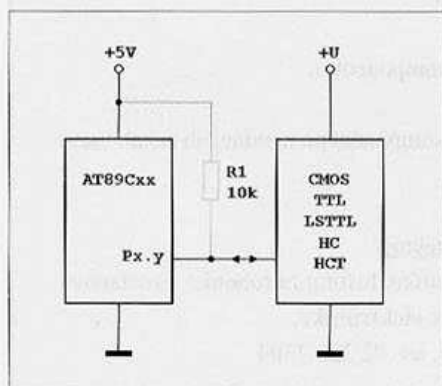 +5V
+U
R1
10k
AT89Cxx
CMOS
TTL
LSTTL
HC
HCT
Px.y